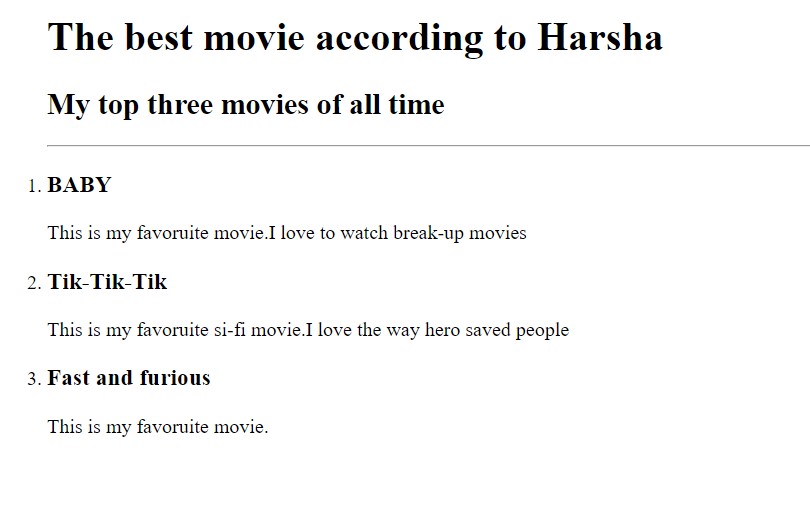 The best movie according to Harsha
My top three movies of all time
1. BABY
This is my favoruite movie.I love to watch break-up movies
2. Tik-Tik-Tik
This is my favoruite si-fi movie.I love the way hero saved people
3. Fast and furious
This is my favoruite movie.